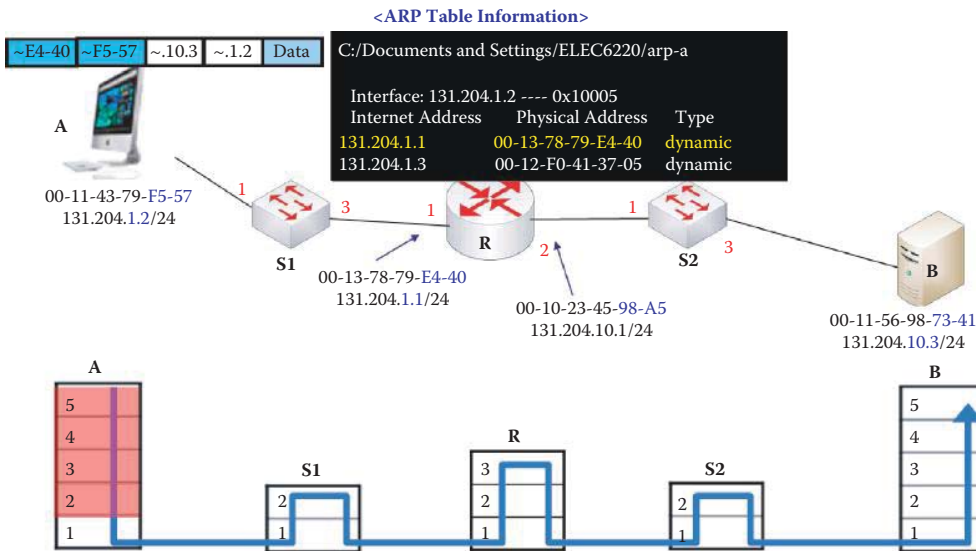 <ARP Table Information>
~E4-40 ~F5-57 ~.10.3 ~.1.2 Data
C:/Documents and Settings/ELEC6220/arp-a
Interface: 131.204.1.2 ---- 0x10005
Internet Address Physical Address Type
131.204.1.1 00-13-78-79-E4-40 dynamic
131.204.1.3 00-12-F0-41-37-05 dynamic
A
00-11-43-79-F5-57
131.204.1.2/24
1
S1
3
1
R
2
1
S2
3
B
00-13-78-79-E4-40
131.204.1.1/24
00-10-23-45-98-A5
131.204.10.1/24
00-11-56-98-73-41
131.204.10.3/24
A
5
4
3
2
1
S1
2
1
R
3
2
1
S2
2
1
B
5
4
3
2
1